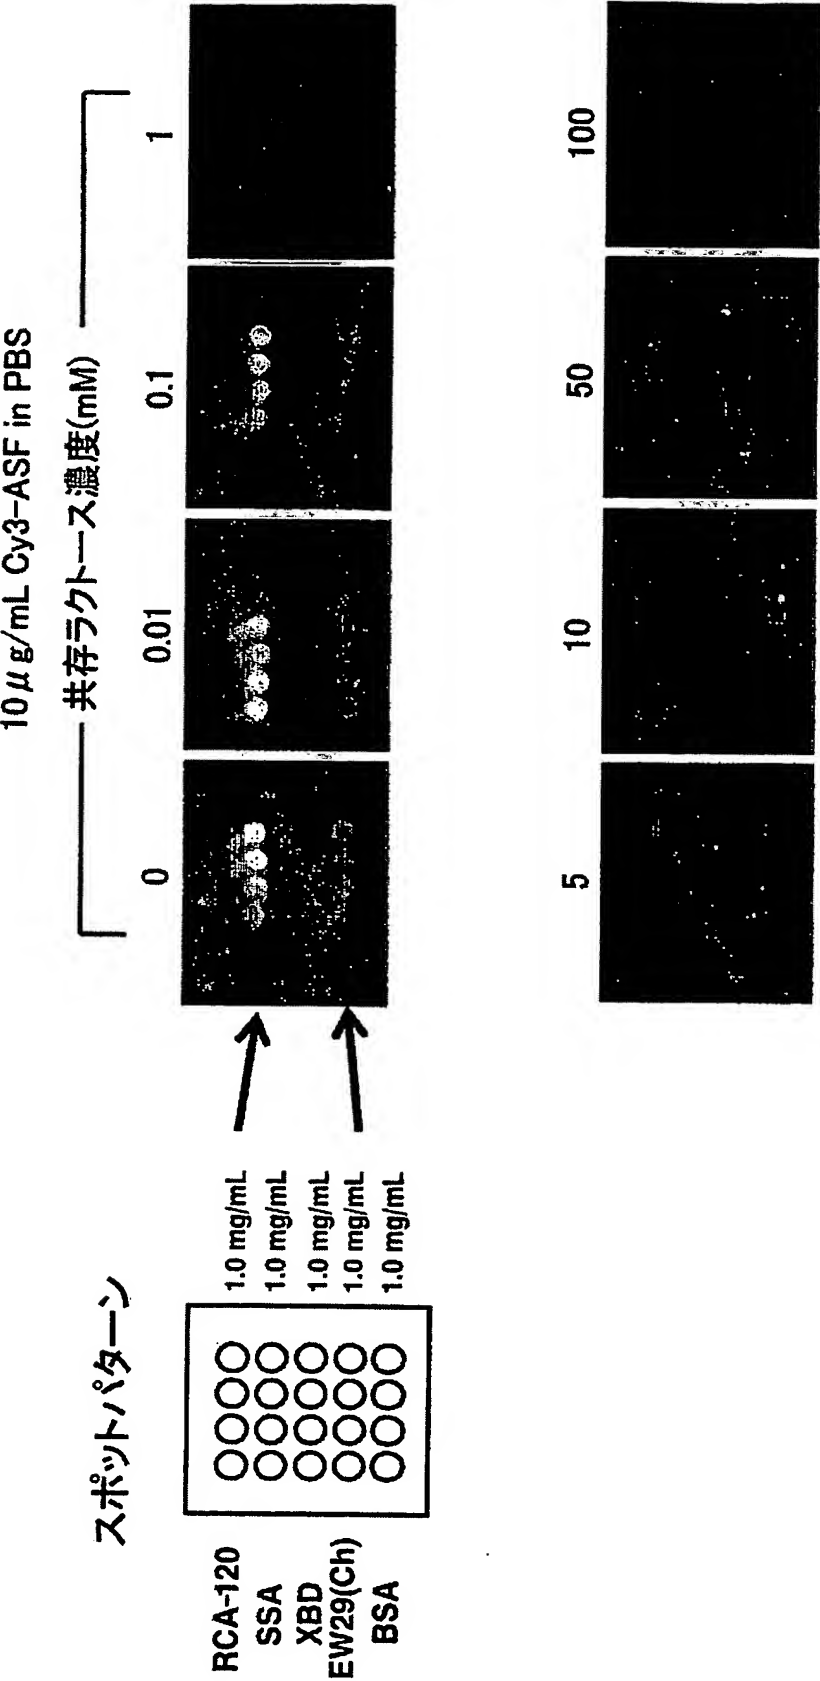 10μg/mL Cy3-ASF in PBS
共存ラクトース濃度(mM)
0 0.01 0.1 1
5 10 50 100
スポットパターン
RCA-120 1.0 mg/mL
SSA 1.0 mg/mL
XBD 1.0 mg/mL
EW29(Ch) 1.0 mg/mL
BSA 1.0 mg/mL